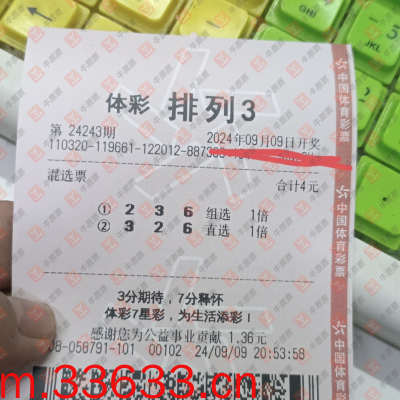 体彩 排列3
第 24243期 2024年09月09日开奖
110320-119661-122012-887
混选票 合计4元
① 2 3 6 组选 1倍
② 3 2 6 直选 1倍
3分期待，7分释怀
体彩7星彩，为生活添彩！
感谢您为公益事业贡献 1.36元
08-056791-101 00102 24/09/09 20:53:58
m.33633.cn
中国体育彩票
中国体育彩票
中国体育彩票
GHI
JKL